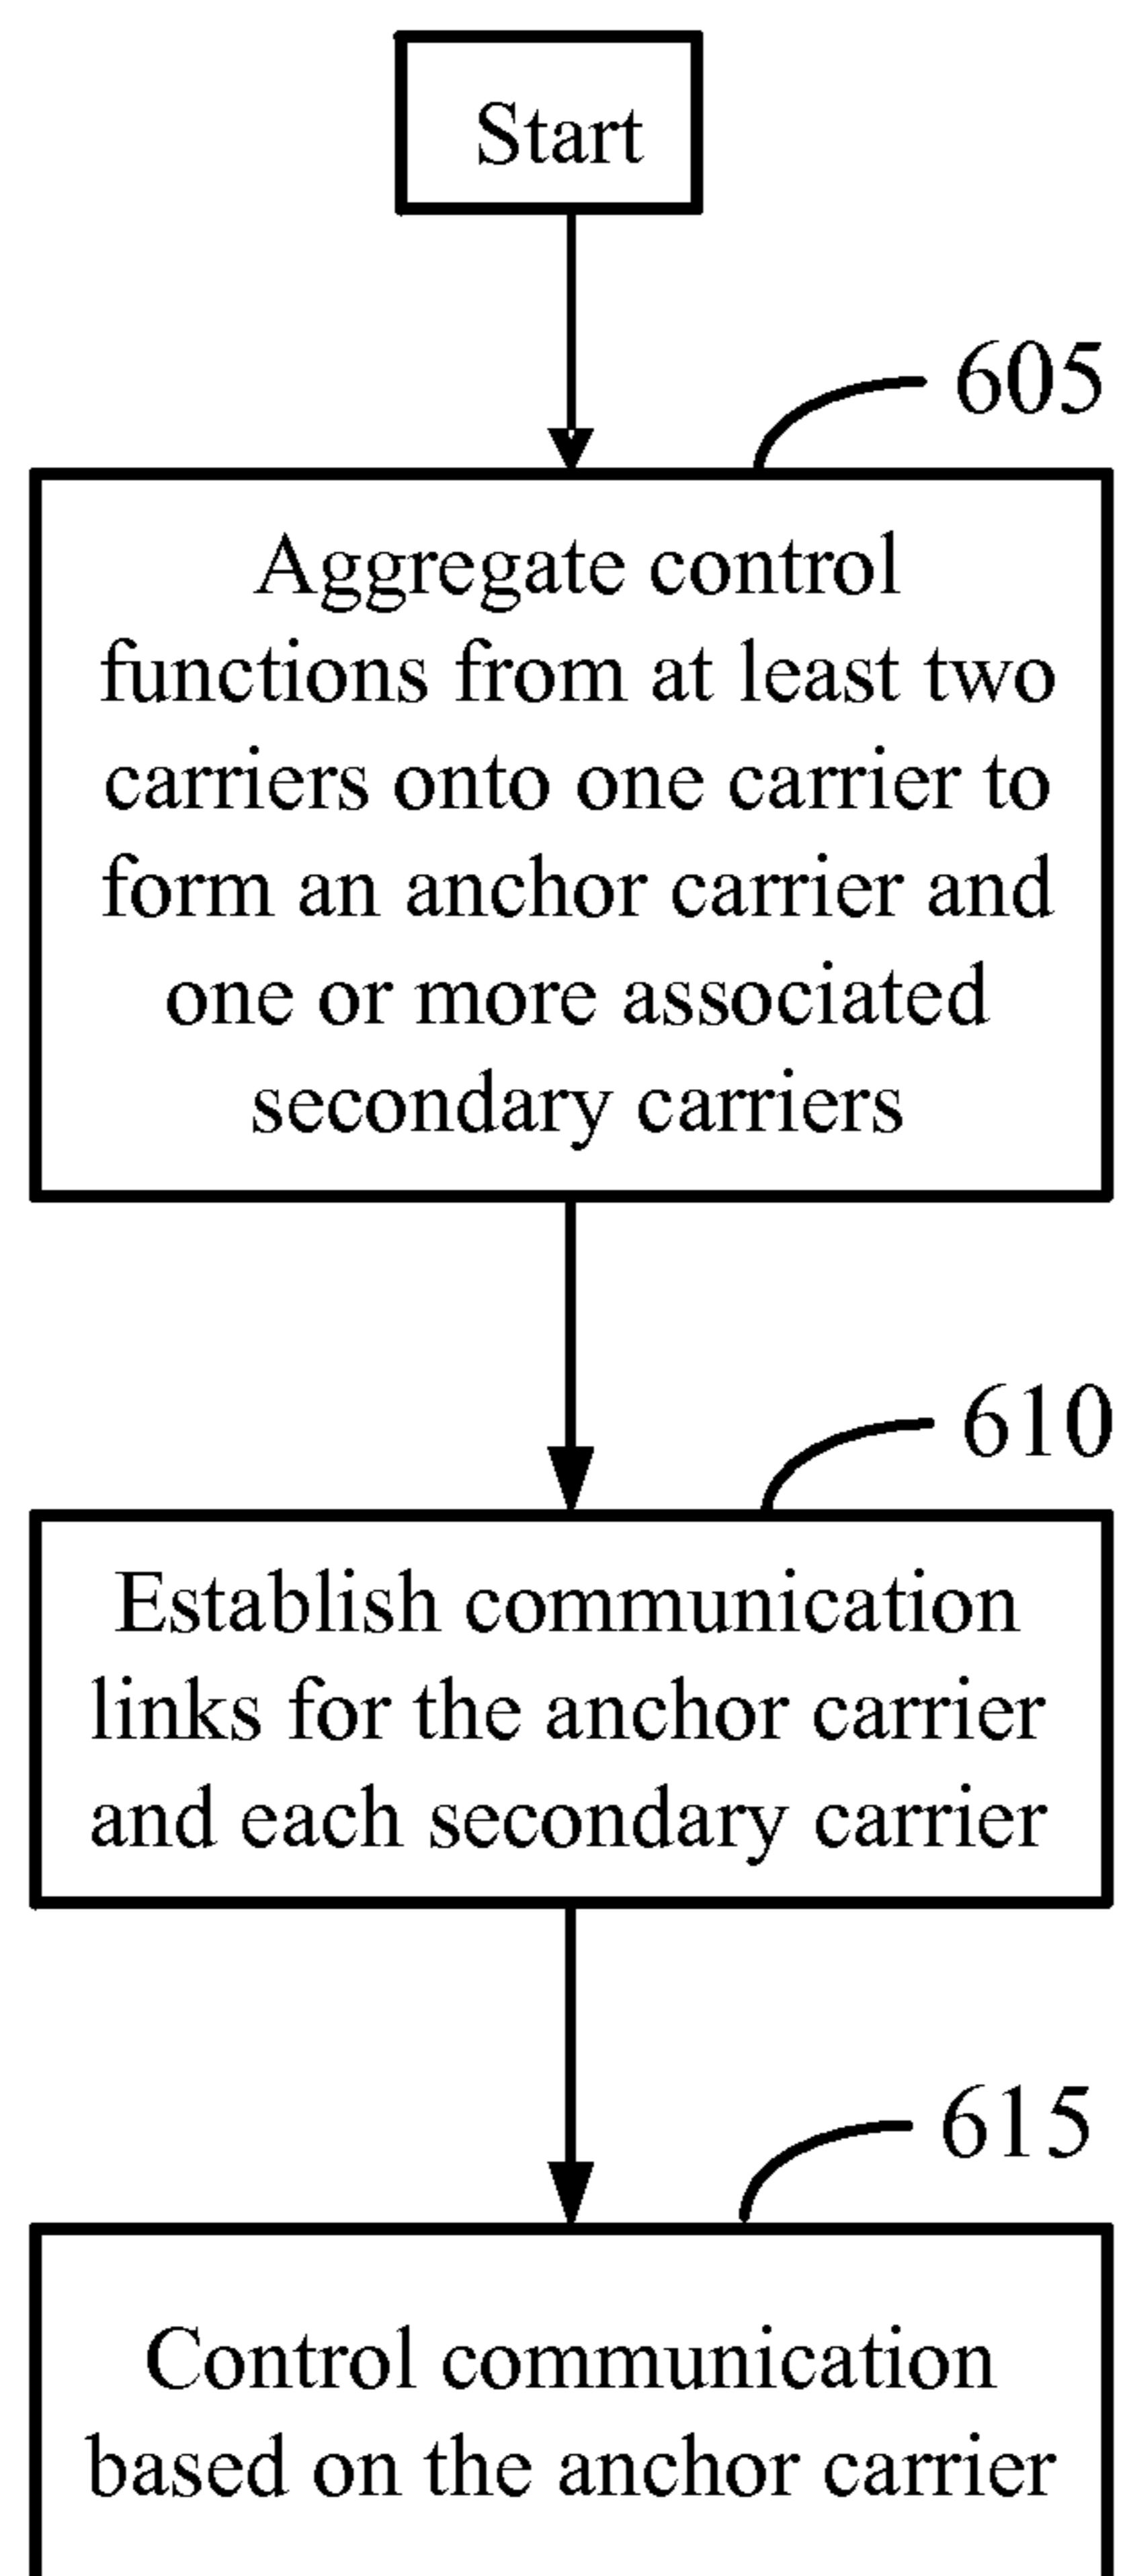 Start
605
Aggregate control
functions from at least two
carriers onto one carrier to
form an anchor carrier and
one or more associated
secondary carriers
610
Establish communication
links for the anchor carrier
and each secondary carrier
615
Control communication
based on the anchor carrier